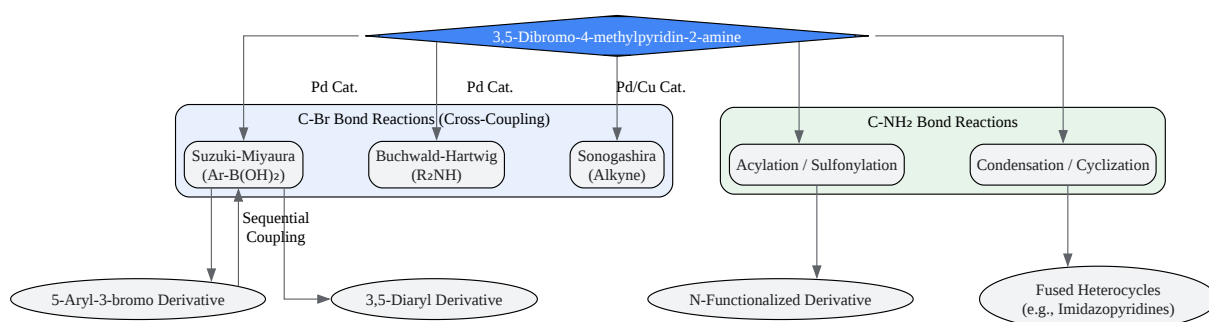 3,5-Dibromo-4-methylpyridin-2-amine
Pd Cat.
Pd Cat.
Pd/Cu Cat.
C-Br Bond Reactions (Cross-Coupling)
C-NH₂ Bond Reactions
Suzuki-Miyaura
(Ar-B(OH)₂)
Buchwald-Hartwig
(R₂NH)
Sonogashira
(Alkyne)
Acylation / Sulfonylation
Condensation / Cyclization
Sequential
Coupling
5-Aryl-3-bromo Derivative
3,5-Diaryl Derivative
N-Functionalized Derivative
Fused Heterocycles
(e.g., Imidazopyridines)